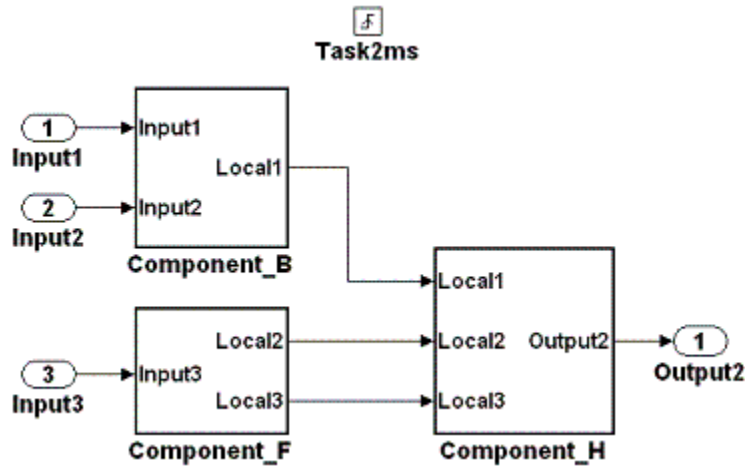 Task2ms
1
Input1
2
Input2
Input1
Input2
Local1
Component_B
3
Input3
Input3
Local2
Local3
Component_F
Local1
Local2
Local3
Output2
Component_H
1
Output2